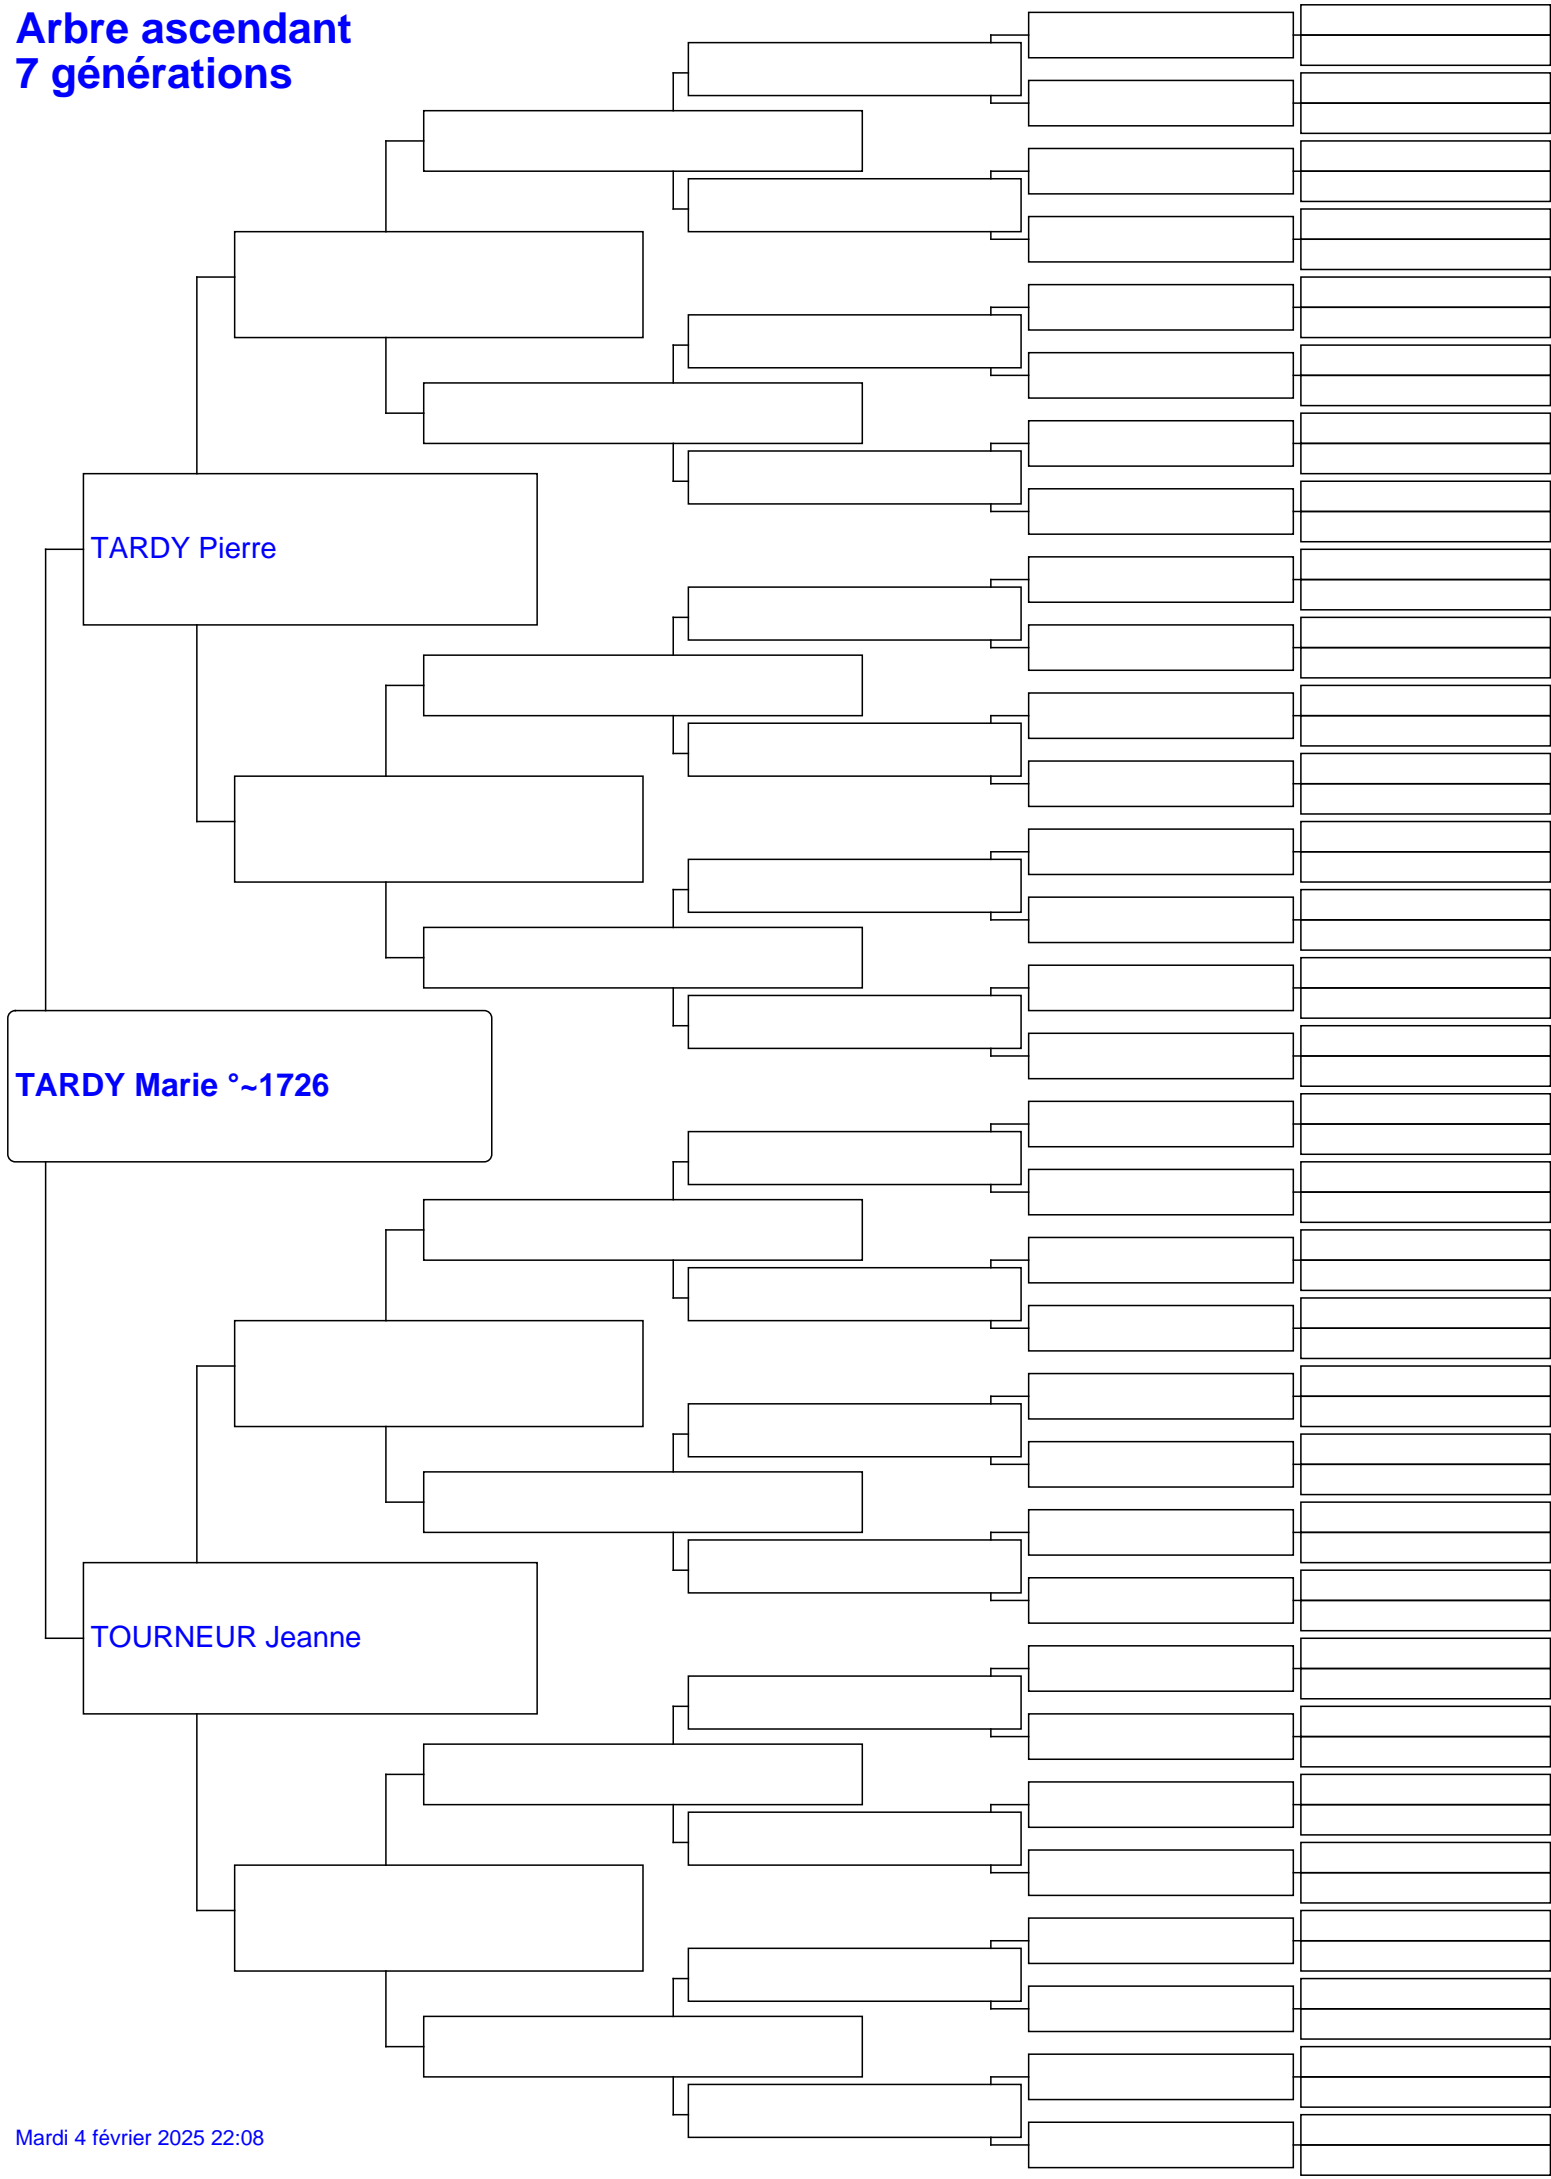 Arbre ascendant
7 générations
TARDY Pierre
TARDY Marie °~1726
TOURNEUR Jeanne
Mardi 4 février 2025 22:08